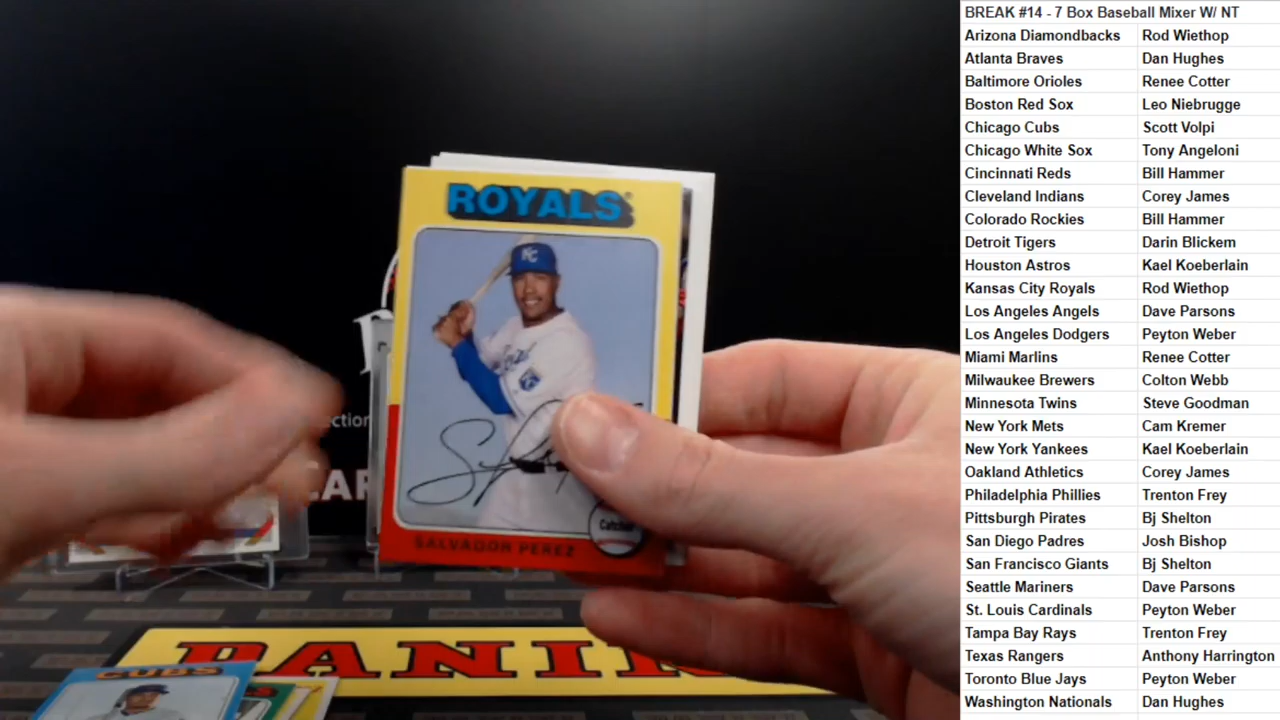 BREAK #14 - 7 Box Baseball Mixer W/ NT
Arizona Diamondbacks Rod Wiethop
Atlanta Braves Dan Hughes
Baltimore Orioles Renee Cotter
Boston Red Sox Leo Niebrugge
Chicago Cubs Scott Volpi
Chicago White Sox Tony Angeloni
Cincinnati Reds Bill Hammer
Cleveland Indians Corey James
Colorado Rockies Bill Hammer
Detroit Tigers Darin Blickem
Houston Astros Kael Koeberlain
Kansas City Royals Rod Wiethop
Los Angeles Angels Dave Parsons
Los Angeles Dodgers Peyton Weber
Miami Marlins Renee Cotter
Milwaukee Brewers Colton Webb
Minnesota Twins Steve Goodman
New York Mets Cam Kremer
New York Yankees Kael Koeberlain
Oakland Athletics Corey James
Philadelphia Phillies Trenton Frey
Pittsburgh Pirates Bj Shelton
San Diego Padres Josh Bishop
San Francisco Giants Bj Shelton
Seattle Mariners Dave Parsons
St. Louis Cardinals Peyton Weber
Tampa Bay Rays Trenton Frey
Texas Rangers Anthony Harrington
Toronto Blue Jays Peyton Weber
Washington Nationals Dan Hughes
ROYALS
KC
Catcher
SALVADOR PEREZ
PANINI
CUBS